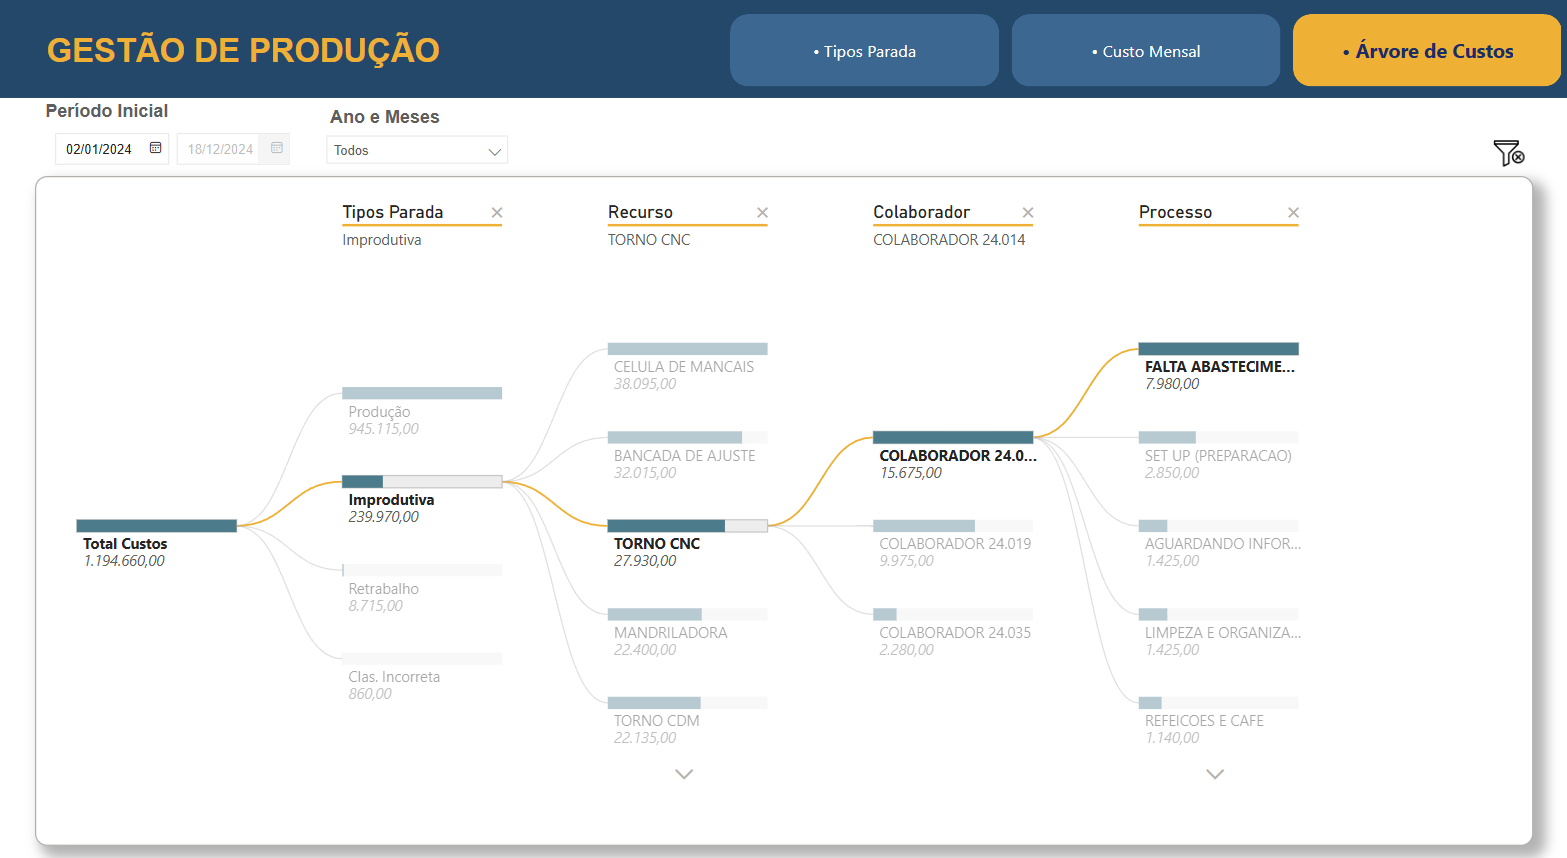 GESTÃO DE PRODUÇÃO
• Tipos Parada
• Custo Mensal
• Árvore de Custos
Período Inicial
Ano e Meses
02/01/2024
18/12/2024
Todos
Tipos Parada
Improdutiva
Recurso
TORNO CNC
Colaborador
COLABORADOR 24.014
Processo
Total Custos
1.194.660,00
Produção
945.115,00
Improdutiva
239.970,00
Retrabalho
8.715,00
Clas. Incorreta
860,00
CELULA DE MANCAIS
38.095,00
BANCADA DE AJUSTE
32.015,00
TORNO CNC
27.930,00
MANDRILADORA
22.400,00
TORNO CDM
22.135,00
COLABORADOR 24.0...
15.675,00
COLABORADOR 24.019
9.975,00
COLABORADOR 24.035
2.280,00
FALTA ABASTECIME...
7.980,00
SET UP (PREPARACAO)
2.850,00
AGUARDANDO INFOR...
1.425,00
LIMPEZA E ORGANIZA...
1.425,00
REFEICOES E CAFE
1.140,00